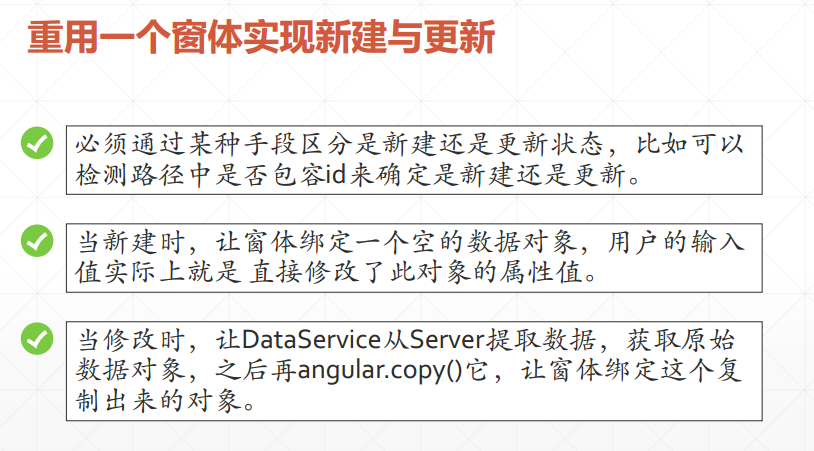 重用一个窗体实现新建与更新
必须通过某种手段区分是新建还是更新状态，比如可以
检测路径中是否包容id来确定是新建还是更新。
当新建时，让窗体绑定一个空的数据对象，用户的输入
值实际上就是 直接修改了此对象的属性值。
当修改时，让DataService从Server提取数据，获取原始
数据对象，之后再angular.copy()它，让窗体绑定这个复
制出来的对象。